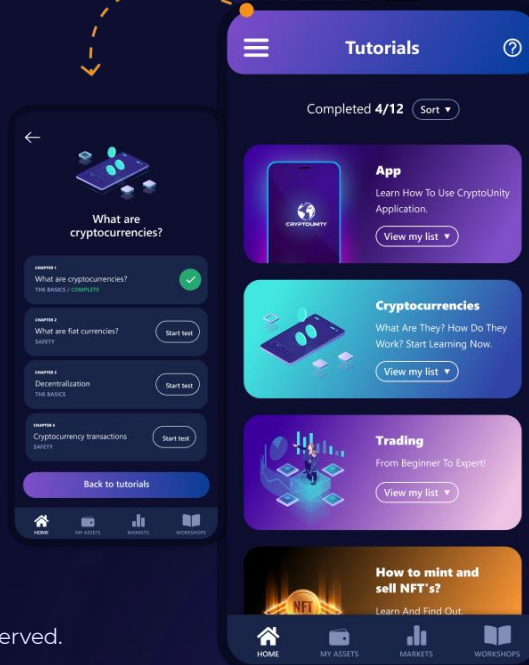 Tutorials
?
Completed 4/12
Sort ▼
App
Learn How To Use CryptoUnity
Application.
View my list ▼
CRYPTOUNITY
Cryptocurrencies
What Are They? How Do They
Work? Start Learning Now.
View my list ▼
Trading
From Beginner To Expert!
View my list ▼
How to mint and
sell NFT's?
Learn And Find Out.
NFT
HOME
MY ASSETS
MARKETS
WORKSHOPS
What are
cryptocurrencies?
CHAPTER 1
What are cryptocurrencies?
THE BASICS / COMPLETE
CHAPTER 2
What are fiat currencies?
SAFETY
Start test
CHAPTER 3
Decentralization
THE BASICS
Start test
CHAPTER 4
Cryptocurrency transactions
SAFETY
Start test
Back to tutorials
HOME
MY ASSETS
MARKETS
WORKSHOPS
erved.